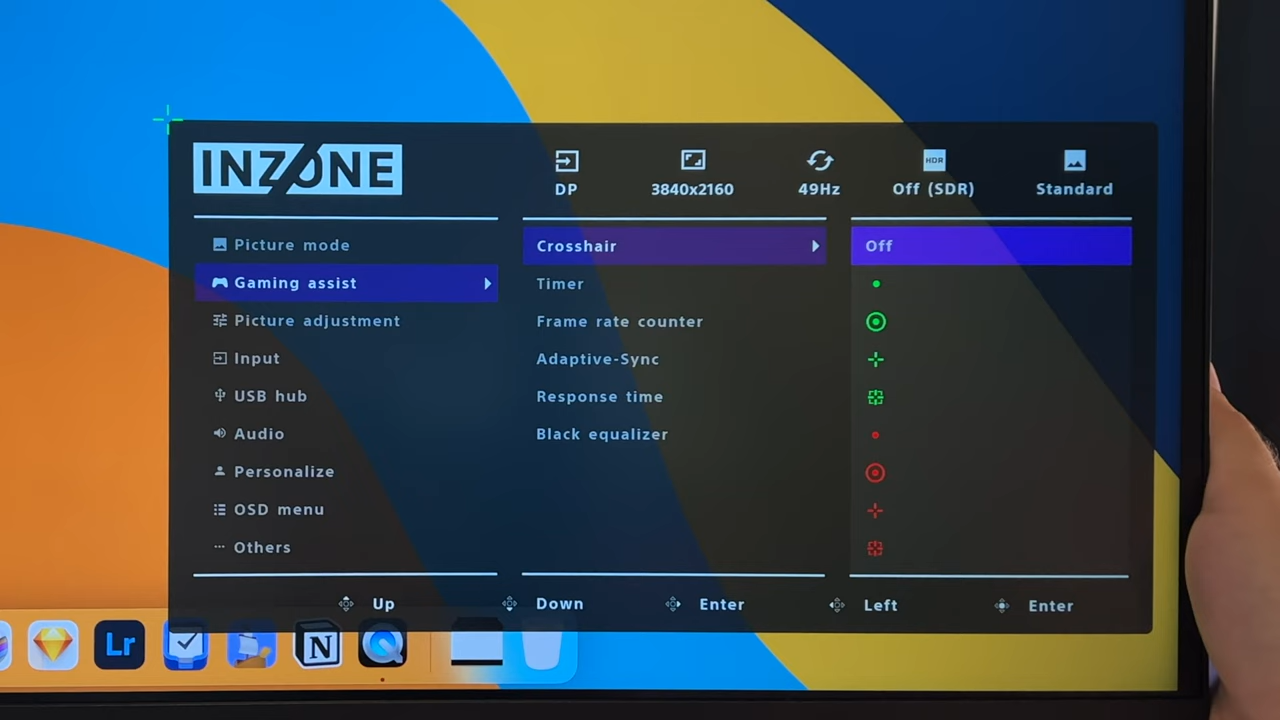 INZONE
DP
3840x2160
49Hz
HDR
Off (SDR)
Standard
Picture mode
Gaming assist
Picture adjustment
Input
USB hub
Audio
Personalize
OSD menu
Others
Crosshair
Timer
Frame rate counter
Adaptive-Sync
Response time
Black equalizer
Off
Up
Down
Enter
Left
Enter
Lr
N